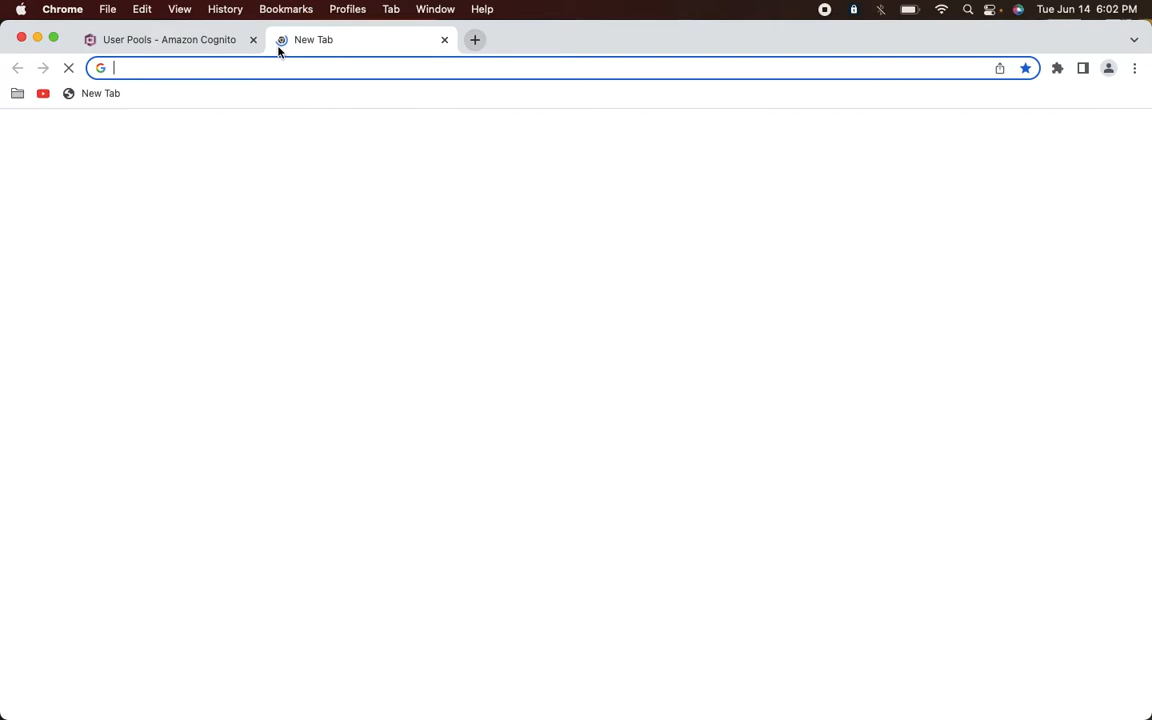 Chrome File Edit View History Bookmarks Profiles Tab Window Help Tue Jun 14 6:02 PM
User Pools - Amazon Cognito New Tab
New Tab